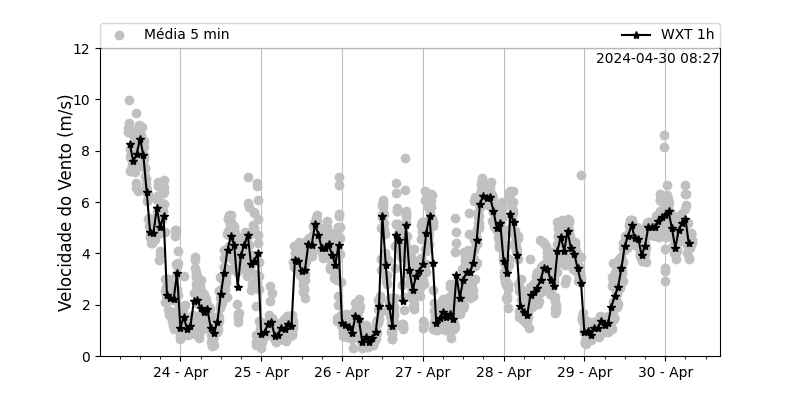 Média 5 min
WXT 1h
2024-04-30 08:27
Velocidade do Vento (m/s)
12
10
8
6
4
2
0
24 - Apr
25 - Apr
26 - Apr
27 - Apr
28 - Apr
29 - Apr
30 - Apr